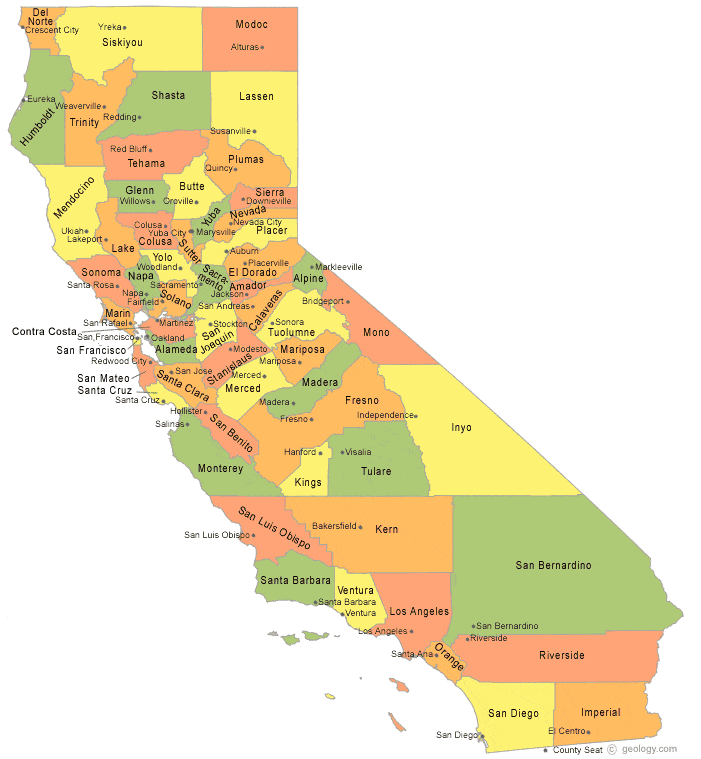 Del
Norte
Crescent City
Yreka
Siskiyou
Modoc
Alturas
Eureka
Humboldt
Weaverville
Trinity
Shasta
Redding
Lassen
Susanville
Red Bluff
Tehama
Plumas
Quincy
Mendocino
Ukiah
Glenn
Willows
Butte
Oroville
Sierra
Downieville
Yuba
Marysville
Nevada
Nevada City
Placer
Auburn
Lakeport
Lake
Colusa
Colusa
Yuba City
Sutter
Yolo
Woodland
Sacra-
mento
Sacramento
Placerville
El Dorado
Markleeville
Alpine
Sonoma
Santa Rosa
Napa
Napa
Fairfield
Solano
Amador
Jackson
San Andreas
Calaveras
Bridgeport
Mono
Marin
San Rafael
Contra Costa
Martinez
San Francisco
San Francisco
Oakland
Alameda
Stockton
San
Joaquin
Sonora
Tuolumne
Modesto
Stanislaus
Mariposa
Mariposa
Redwood City
San Mateo
San Jose
Santa Clara
Santa Cruz
Santa Cruz
Merced
Merced
Madera
Madera
Hollister
San Benito
Fresno
Fresno
Independence
Inyo
Salinas
Monterey
Hanford
Kings
Visalia
Tulare
San Luis Obispo
San Luis Obispo
Bakersfield
Kern
San Bernardino
San Bernardino
Santa Barbara
Santa Barbara
Ventura
Ventura
Los Angeles
Los Angeles
Riverside
Riverside
Santa Ana
Orange
San Diego
San Diego
Imperial
El Centro
County Seat
© geology.com